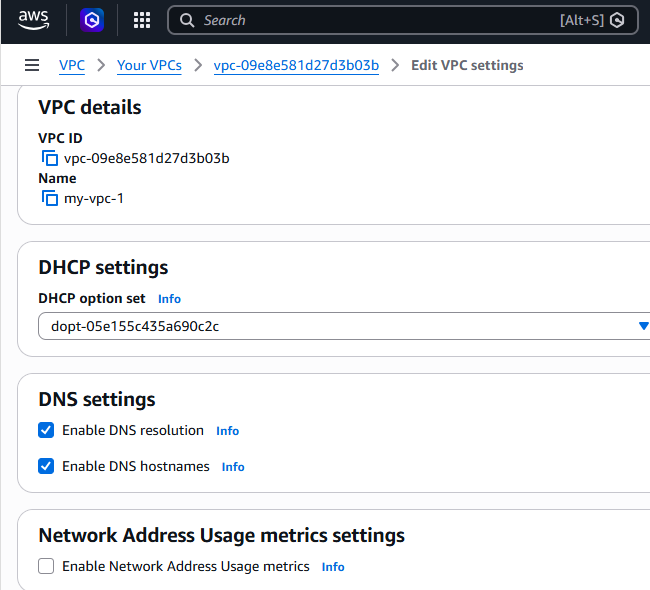 aws
Search [Alt+S]
VPC > Your VPCs > vpc-09e8e581d27d3b03b > Edit VPC settings
VPC details
VPC ID
vpc-09e8e581d27d3b03b
Name
my-vpc-1
DHCP settings
DHCP option set Info
dopt-05e155c435a690c2c
DNS settings
Enable DNS resolution Info
Enable DNS hostnames Info
Network Address Usage metrics settings
Enable Network Address Usage metrics Info